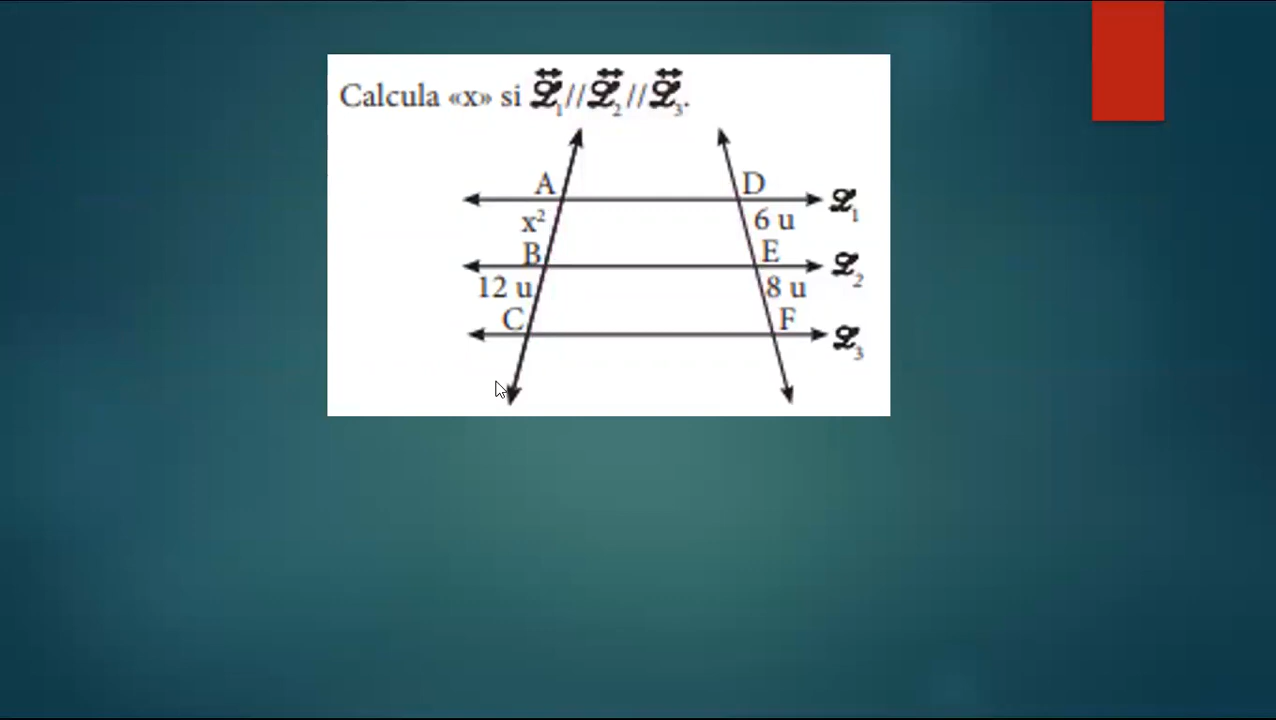 Calcula «x» si ℒ₁//ℒ₂//ℒ₃.
A D ℒ₁
x² 6 u
B E ℒ₂
12 u 8 u
C F ℒ₃